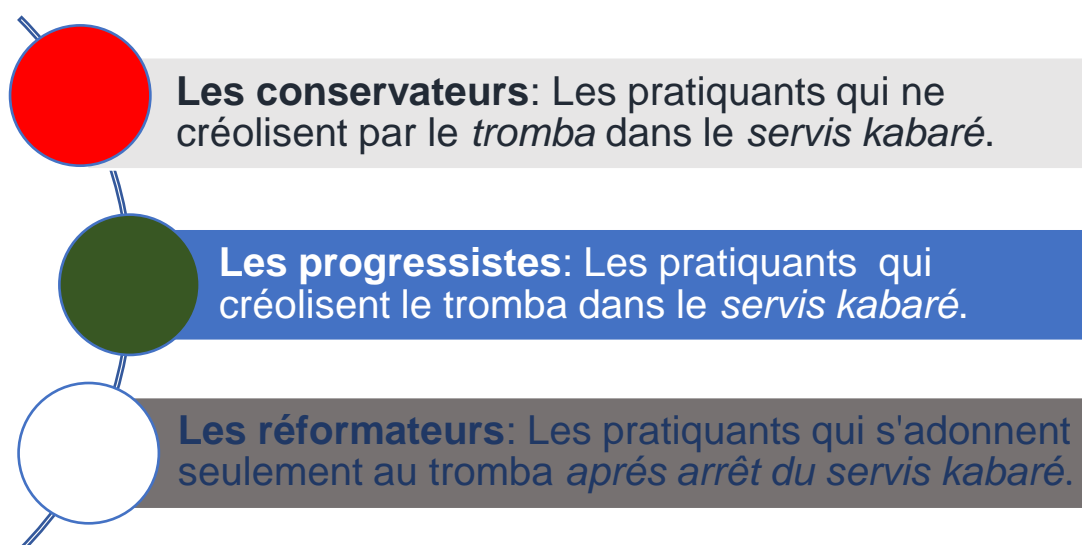 Les conservateurs: Les pratiquants qui ne
créolisent par le tromba dans le servis kabaré.
Les progressistes: Les pratiquants  qui
créolisent le tromba dans le servis kabaré.
Les réformateurs: Les pratiquants qui s'adonnent
seulement au tromba aprés arrêt du servis kabaré.